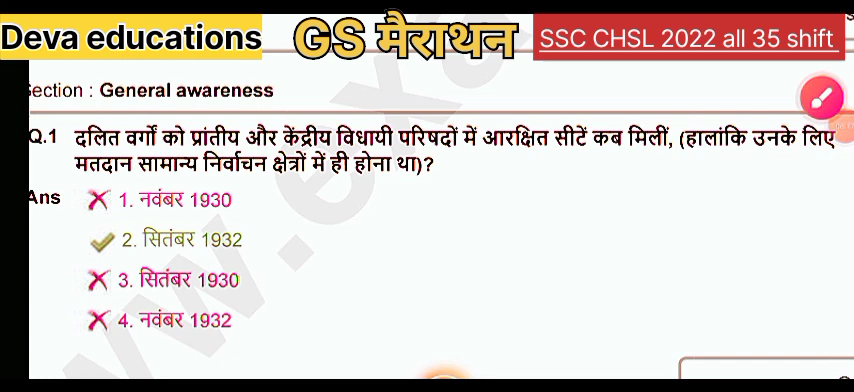 Deva educations GS मैराथन SSC CHSL 2022 all 35 shift
Section : General awareness
Q.1 दलित वर्गों को प्रांतीय और केंद्रीय विधायी परिषदों में आरक्षित सीटें कब मिलीं, (हालांकि उनके लिए
मतदान सामान्य निर्वाचन क्षेत्रों में ही होना था)?
Ans 1. नवंबर 1930
2. सितंबर 1932
3. सितंबर 1930
4. नवंबर 1932